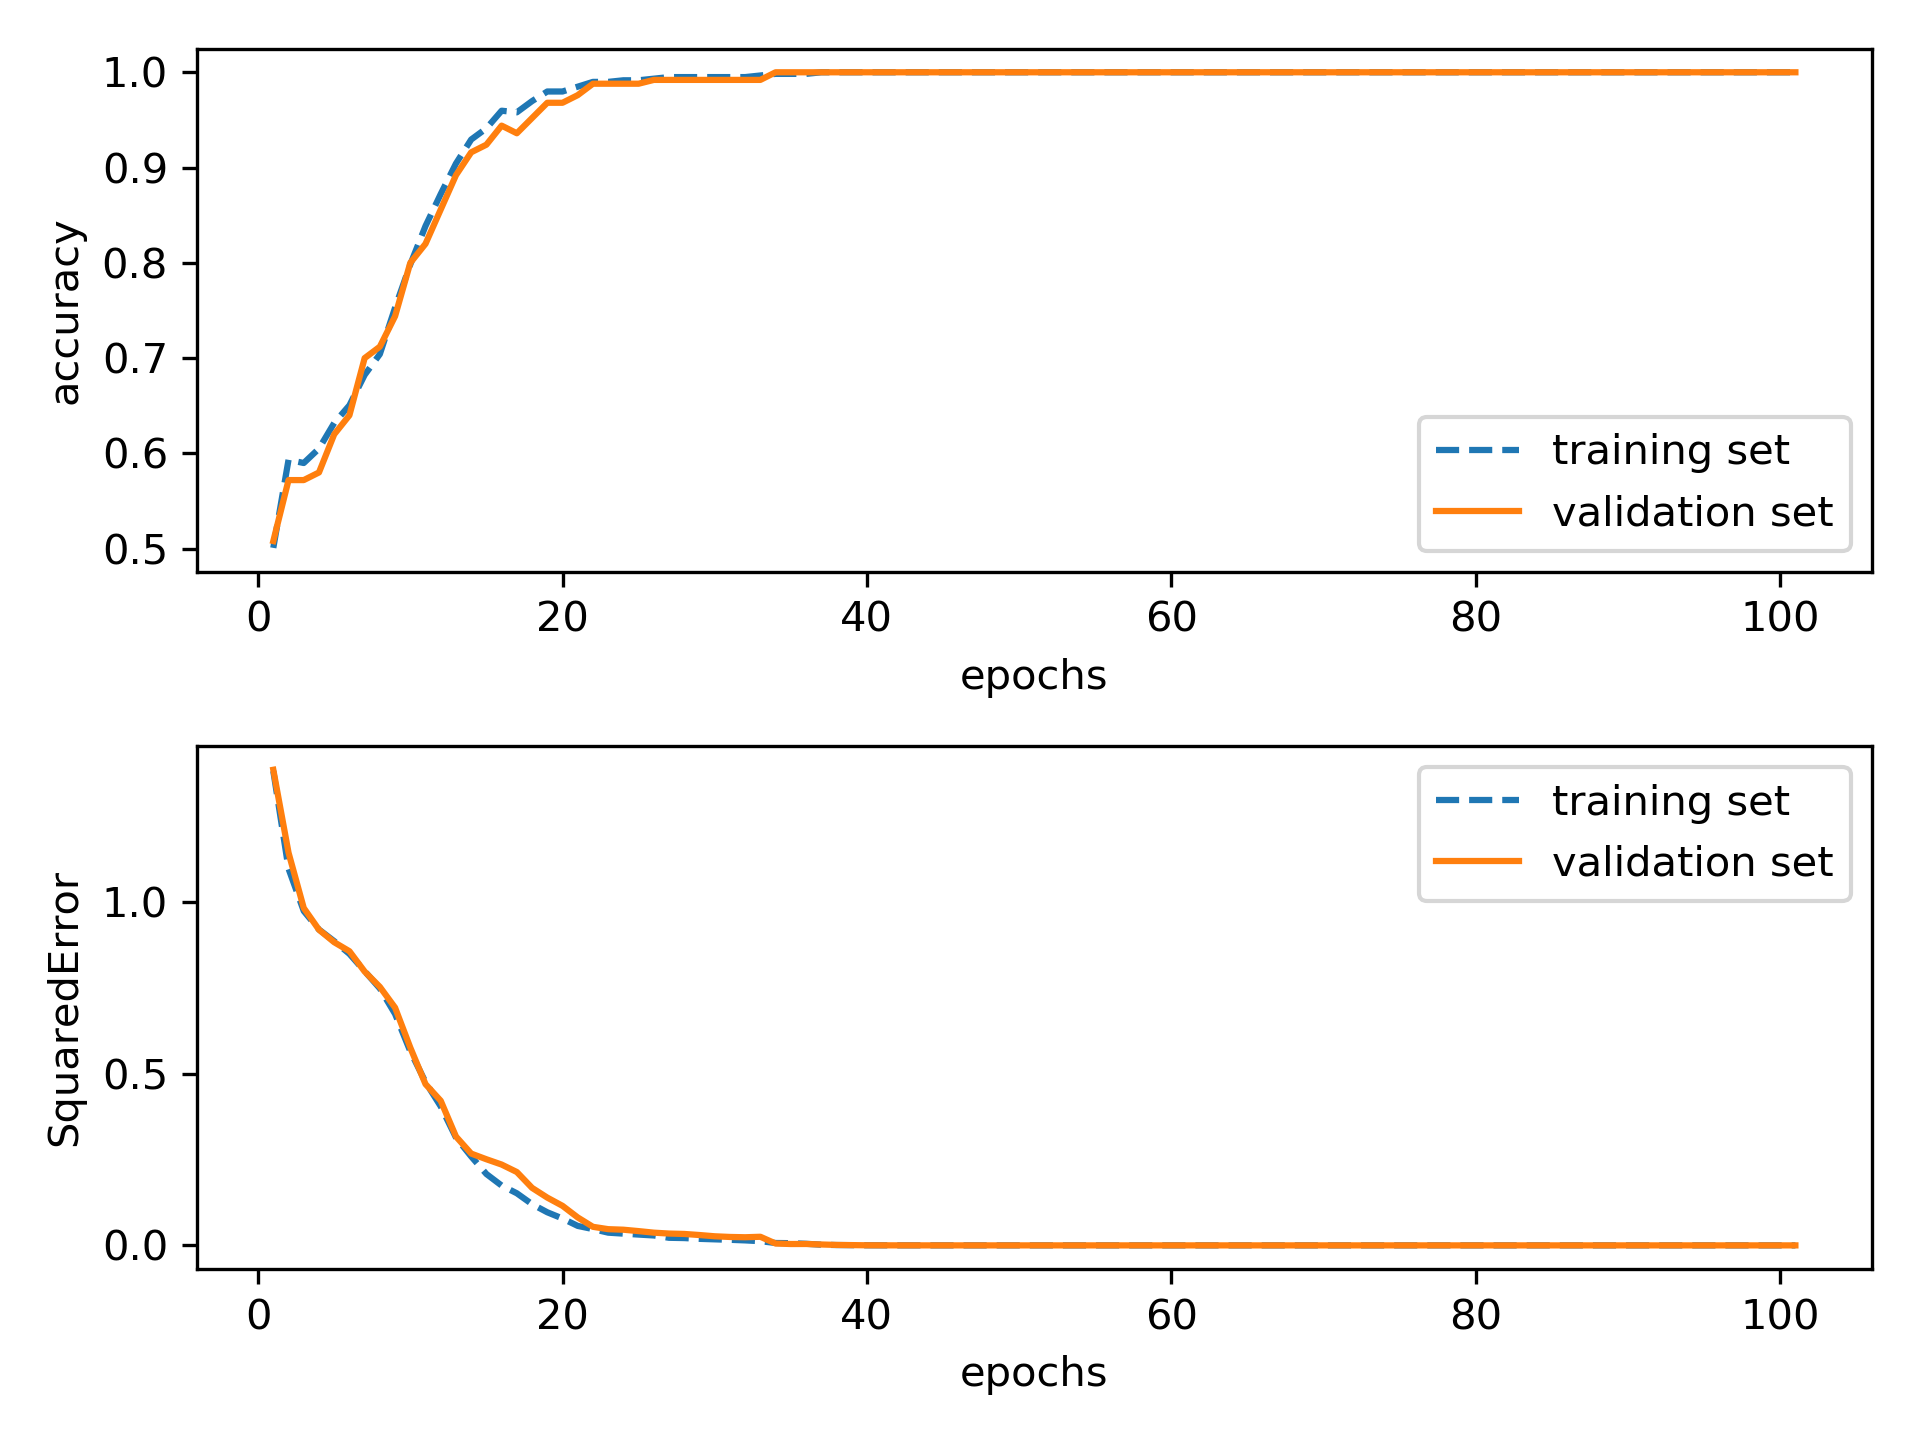 1.0
0.9
0.8
0.7
0.6
0.5
accuracy
training set
validation set
0 20 40 60 80 100
epochs
training set
validation set
1.0
0.5
0.0
SquaredError
0 20 40 60 80 100
epochs